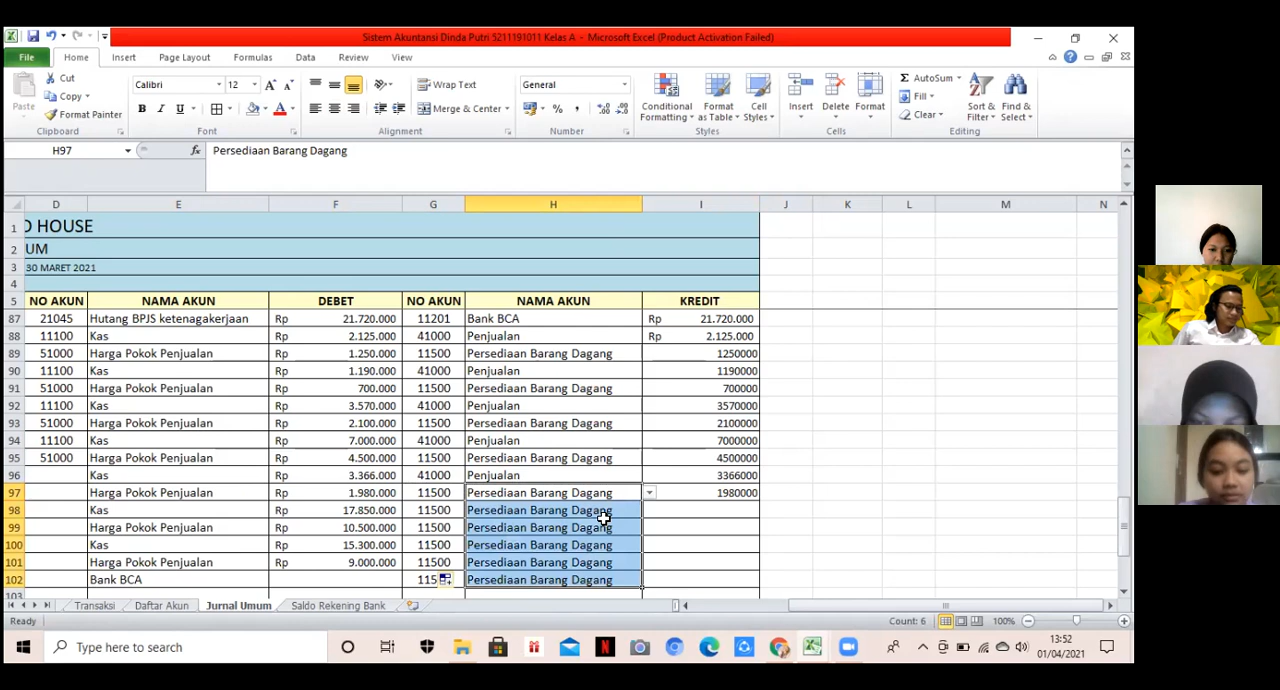 Sistem Akuntansi Dinda Putri 5211191011 Kelas A - Microsoft Excel (Product Activation Failed)
File Home Insert Page Layout Formulas Data Review View
Cut
Copy
Format Painter
Paste
Clipboard
Calibri 12
B I U
Font
Wrap Text
Merge & Center
Alignment
General
Number
Conditional Formatting
Format as Table
Cell Styles
Styles
Insert Delete Format
Cells
AutoSum
Fill
Clear
Sort & Filter
Find & Select
Editing
H97 fx Persediaan Barang Dagang
D E F G H I J K L M N
1 D HOUSE
2 UM
3 30 MARET 2021
4
5 NO AKUN NAMA AKUN DEBET NO AKUN NAMA AKUN KREDIT
87 21045 Hutang BPJS ketenagakerjaan Rp 21.720.000 11201 Bank BCA Rp 21.720.000
88 11100 Kas Rp 2.125.000 41000 Penjualan Rp 2.125.000
89 51000 Harga Pokok Penjualan Rp 1.250.000 11500 Persediaan Barang Dagang 1250000
90 11100 Kas Rp 1.190.000 41000 Penjualan 1190000
91 51000 Harga Pokok Penjualan Rp 700.000 11500 Persediaan Barang Dagang 700000
92 11100 Kas Rp 3.570.000 41000 Penjualan 3570000
93 51000 Harga Pokok Penjualan Rp 2.100.000 11500 Persediaan Barang Dagang 2100000
94 11100 Kas Rp 7.000.000 41000 Penjualan 7000000
95 51000 Harga Pokok Penjualan Rp 4.500.000 11500 Persediaan Barang Dagang 4500000
96 Kas Rp 3.366.000 41000 Penjualan 3366000
97 Harga Pokok Penjualan Rp 1.980.000 11500 Persediaan Barang Dagang 1980000
98 Kas Rp 17.850.000 11500 Persediaan Barang Dagang
99 Harga Pokok Penjualan Rp 10.500.000 11500 Persediaan Barang Dagang
100 Kas Rp 15.300.000 11500 Persediaan Barang Dagang
101 Harga Pokok Penjualan Rp 9.000.000 11500 Persediaan Barang Dagang
102 Bank BCA 115 Persediaan Barang Dagang
103
Transaksi Daftar Akun Jurnal Umum Saldo Rekening Bank
Ready Count: 6 100%
Type here to search
13:52
01/04/2021